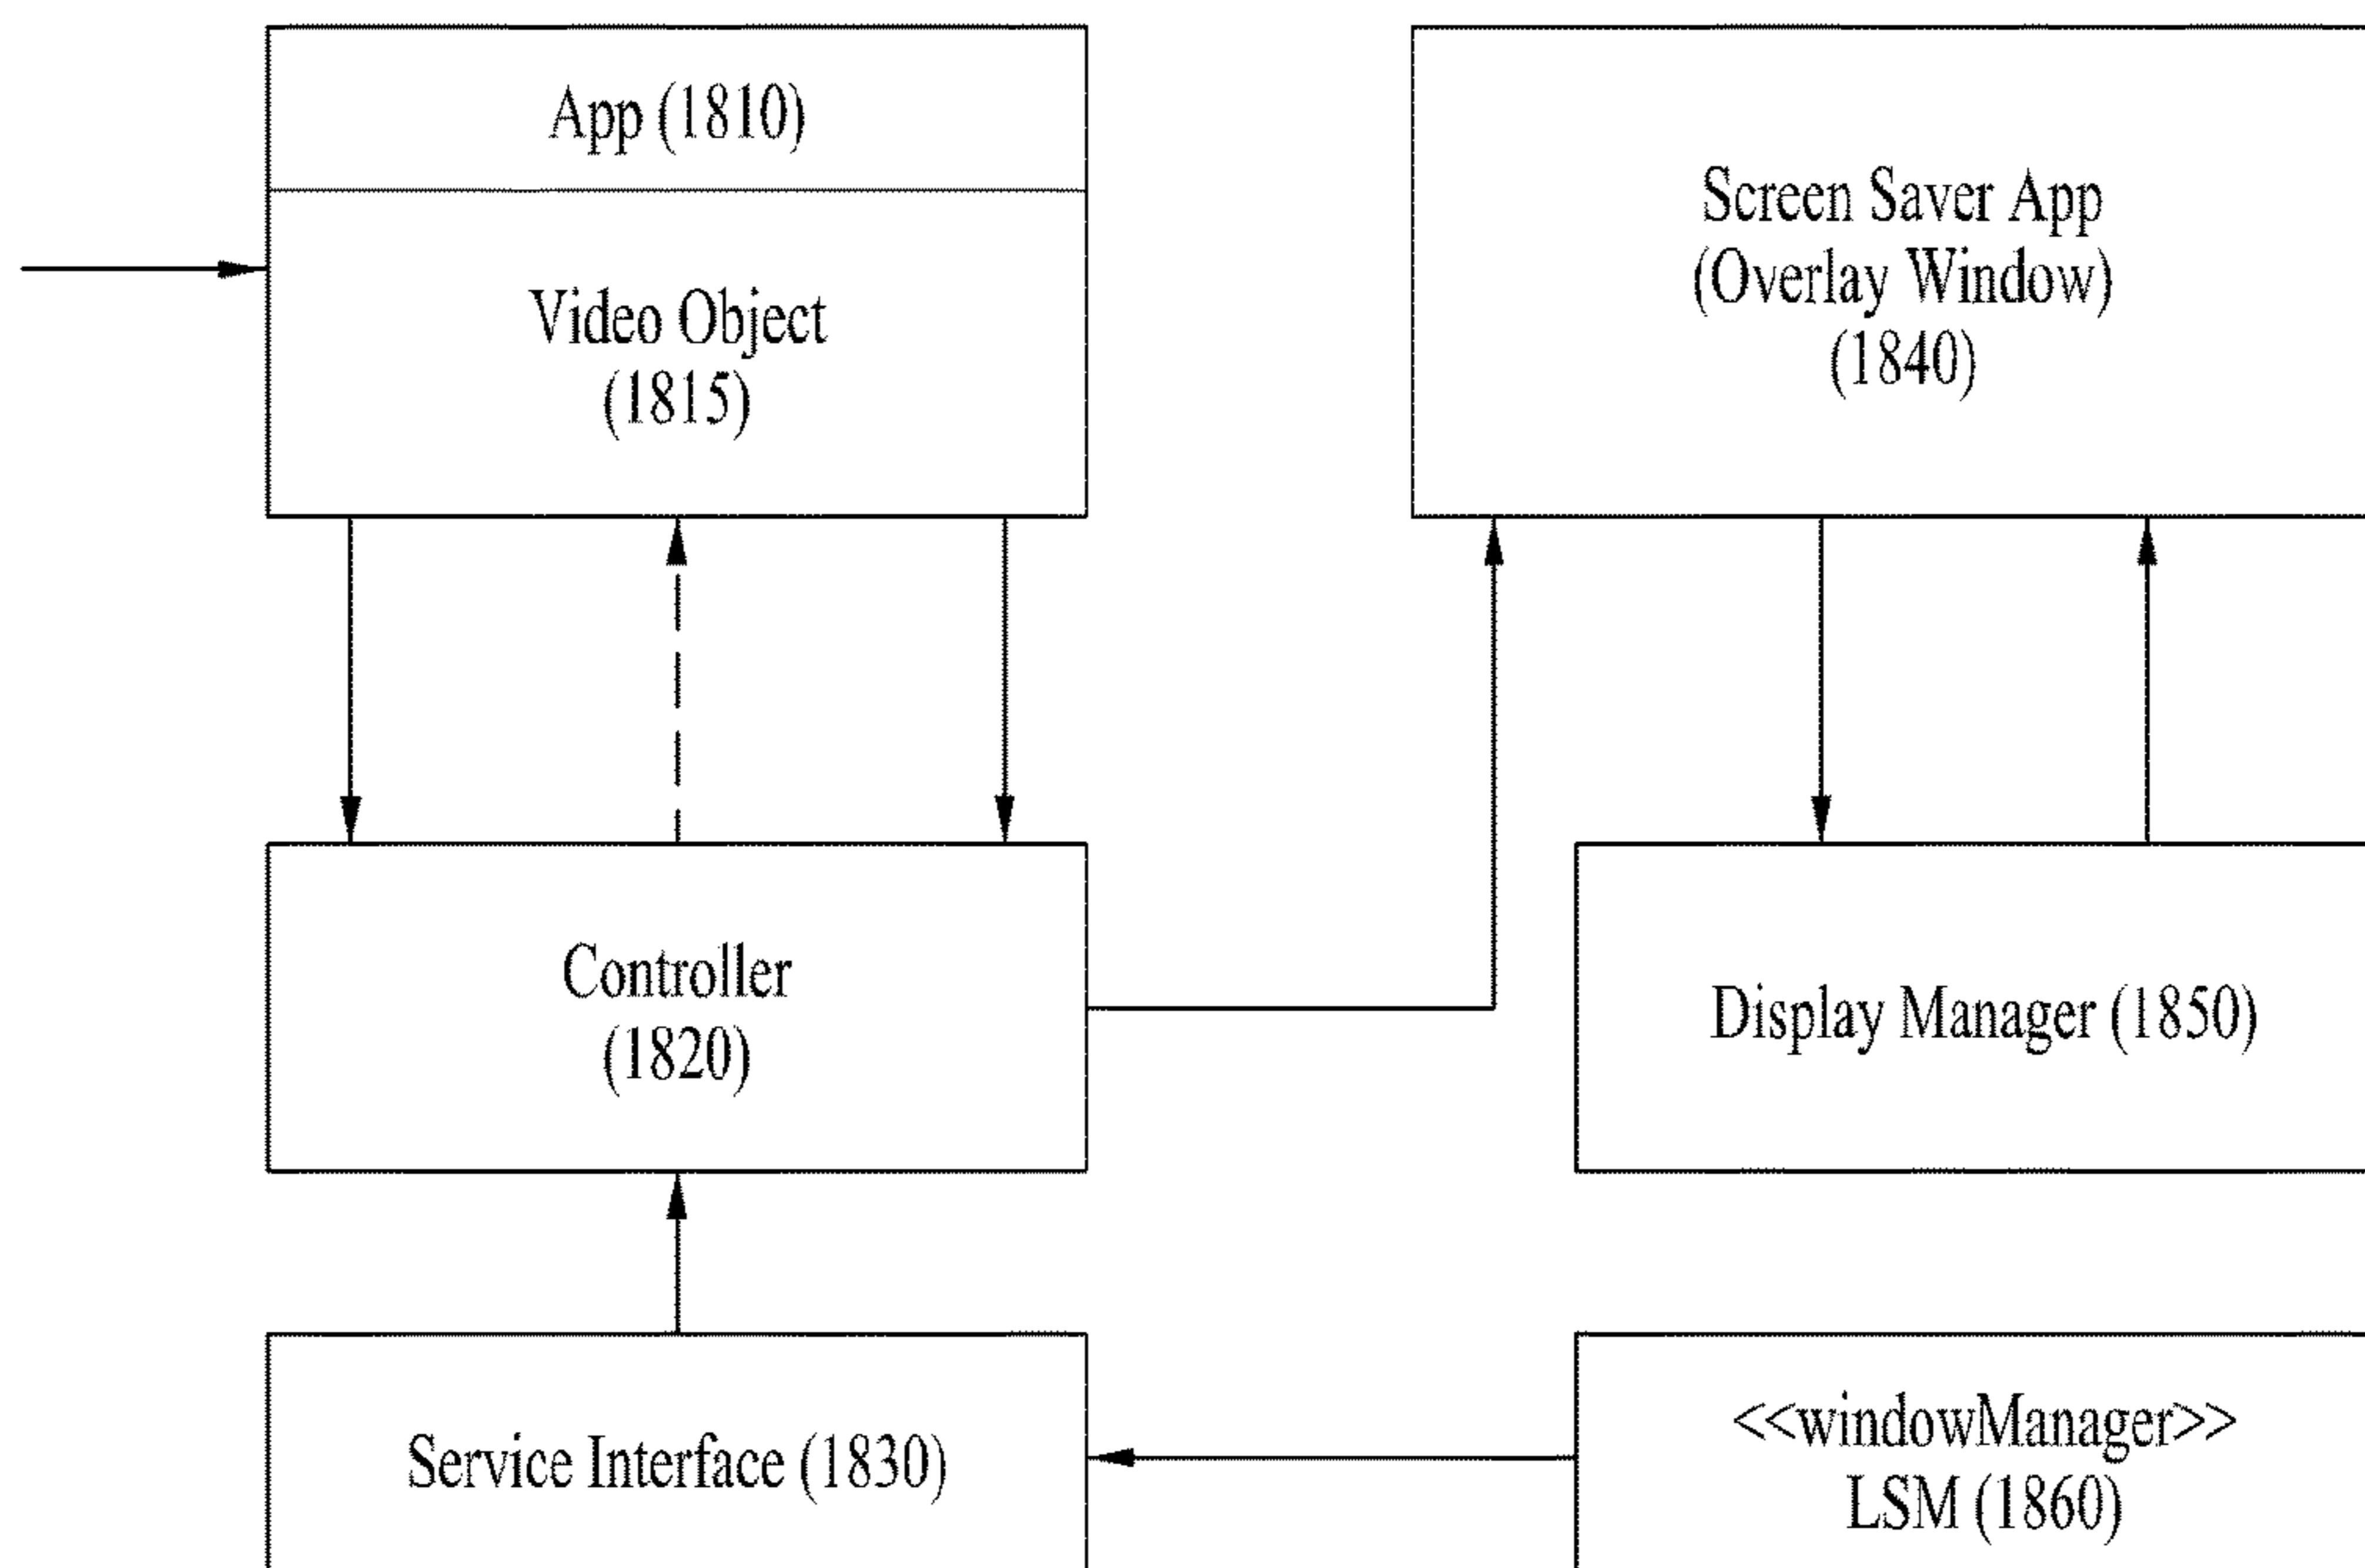 App (1810)
Video Object
(1815)
Screen Saver App
(Overlay Window)
(1840)
Controller
(1820)
Display Manager (1850)
Service Interface (1830)
<<windowManager>>
LSM (1860)